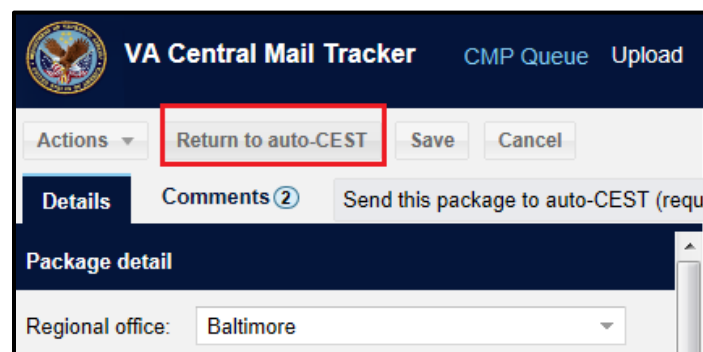 VA Central Mail Tracker CMP Queue Upload
Actions Return to auto-CEST Save Cancel
Details Comments 2 Send this package to auto-CEST (requ
Package detail
Regional office: Baltimore